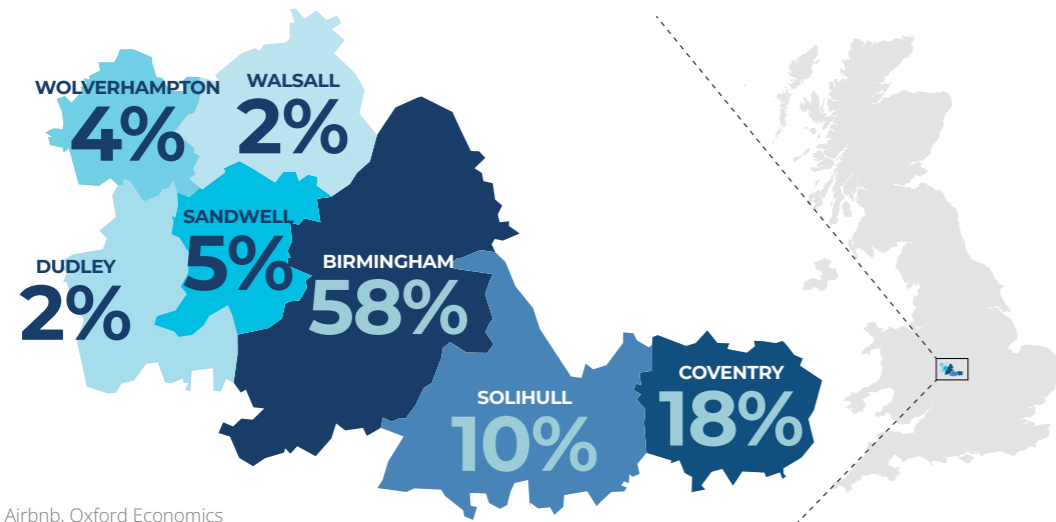 WOLVERHAMPTON
4%
WALSALL
2%
SANDWELL
5%
DUDLEY
2%
BIRMINGHAM
58%
SOLIHULL
10%
COVENTRY
18%
Airbnb, Oxford Economics